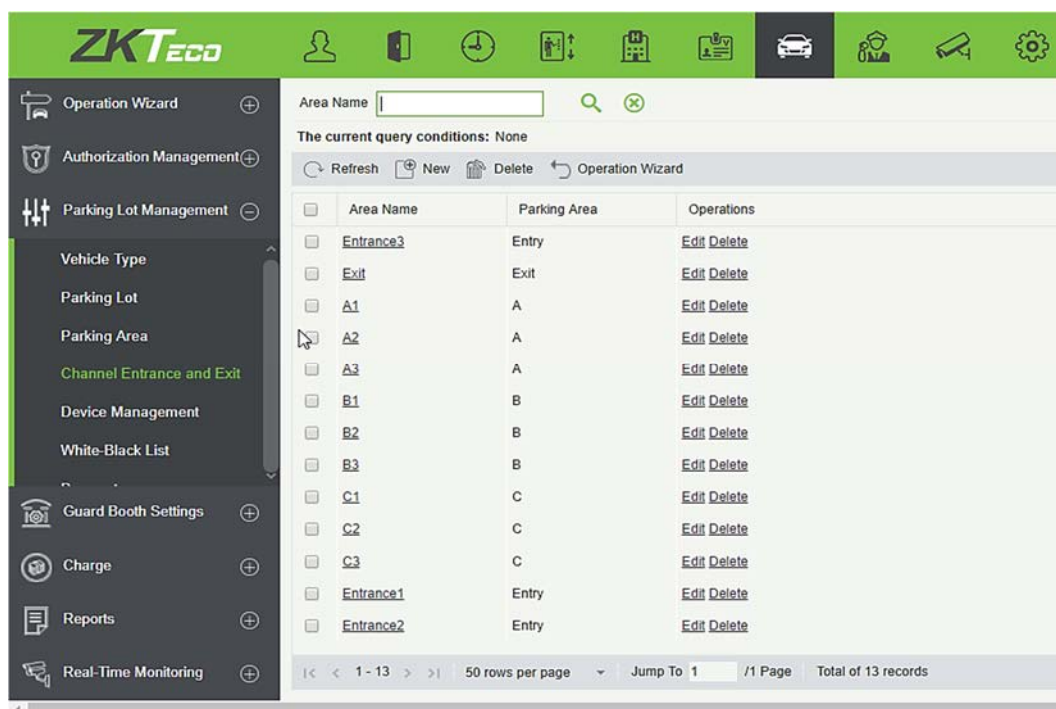 ZKTECO
Operation Wizard
Authorization Management
Parking Lot Management
Vehicle Type
Parking Lot
Parking Area
Channel Entrance and Exit
Device Management
White-Black List
Guard Booth Settings
Charge
Reports
Real-Time Monitoring
Area Name
The current query conditions: None
Refresh New Delete Operation Wizard
Area Name Parking Area Operations
Entrance3 Entry Edit Delete
Exit Exit Edit Delete
A1 A Edit Delete
A2 A Edit Delete
A3 A Edit Delete
B1 B Edit Delete
B2 B Edit Delete
B3 B Edit Delete
C1 C Edit Delete
C2 C Edit Delete
C3 C Edit Delete
Entrance1 Entry Edit Delete
Entrance2 Entry Edit Delete
|< < 1 - 13 > >| 50 rows per page Jump To 1 /1 Page Total of 13 records